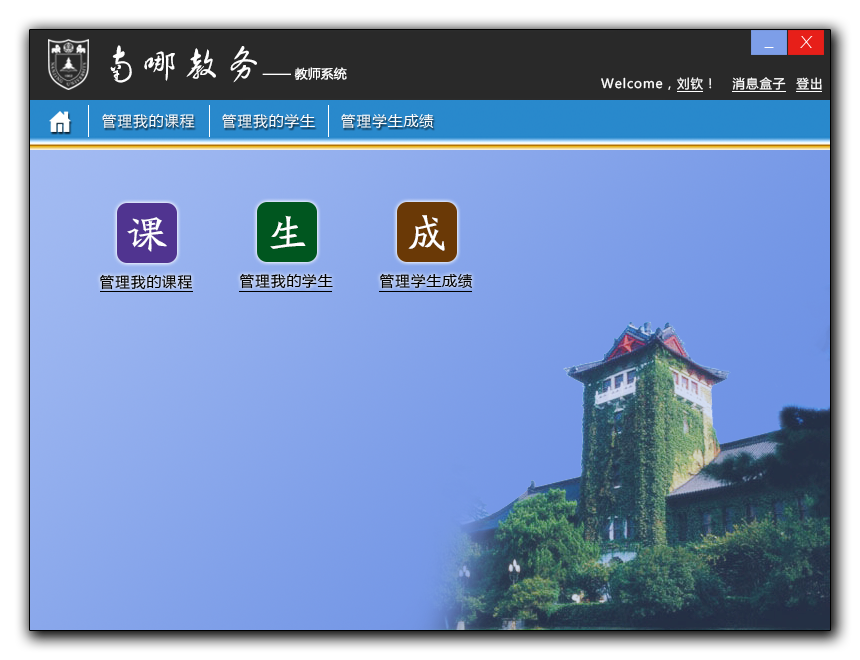 南哪教务 —— 教师系统
_ X
Welcome , 刘钦 ! 消息盒子 登出
管理我的课程 管理我的学生 管理学生成绩
课 生 成
管理我的课程 管理我的学生 管理学生成绩